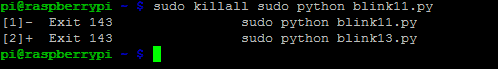 pi@raspberrypi ~ $ sudo killall sudo python blink11.py
[1]-  Exit 143                sudo python blink11.py
[2]+  Exit 143                sudo python blink13.py
pi@raspberrypi ~ $